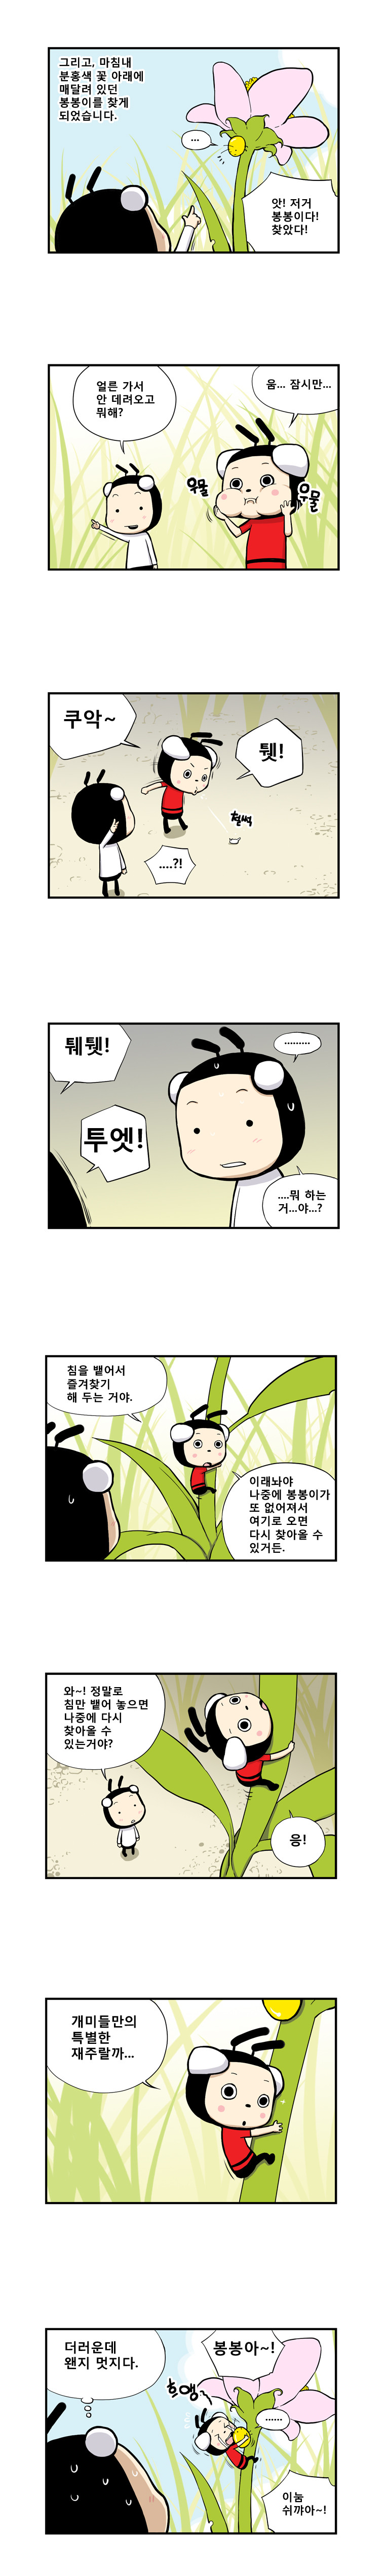 그리고, 마침내
분홍색 꽃 아래에
매달려 있던
봉봉이를 찾게
되었습니다.
...
앗! 저거
봉봉이다!
찾았다!
얼른 가서
안 데려오고
뭐해?
움... 잠시만...
우물
우물
쿠악~
퉷!
철썩
....?!
퉤퉷!
.........
투엣!
....뭐 하는
거...야...?
침을 뱉어서
즐겨찾기
해 두는 거야.
이래놔야
나중에 봉봉이가
또 없어져서
여기로 오면
다시 찾아올 수
있거든.
와~! 정말로
침만 뱉어 놓으면
나중에 다시
찾아올 수
있는거야?
응!
개미들만의
특별한
재주랄까...
더러운데
왠지 멋지다.
봉봉아~!
흐앵~
......
이눔
쉬꺄아~!